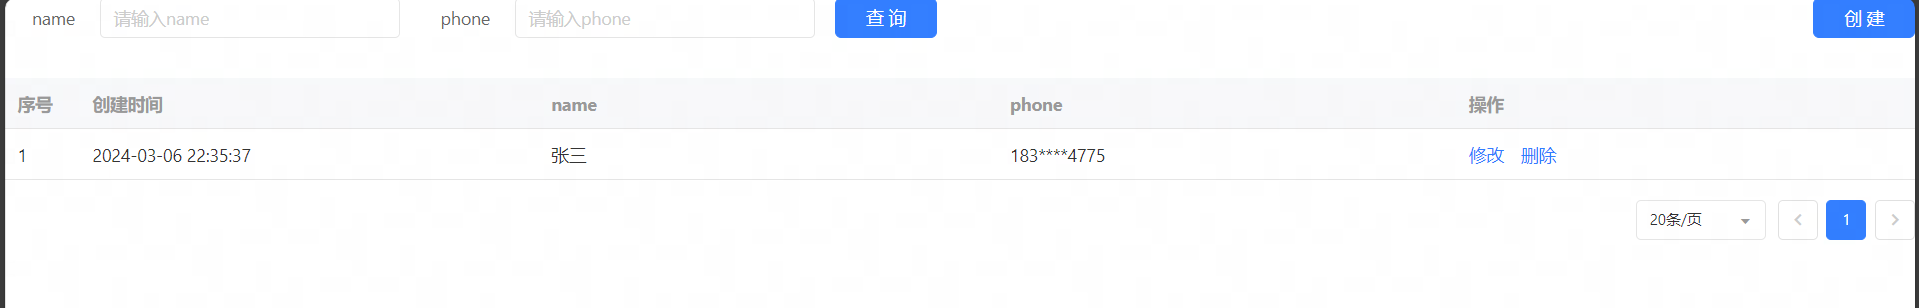 name 请输入name phone 请输入phone 查询 创建
序号 创建时间 name phone 操作
1 2024-03-06 22:35:37 张三 183****4775 修改 删除
20条/页 1